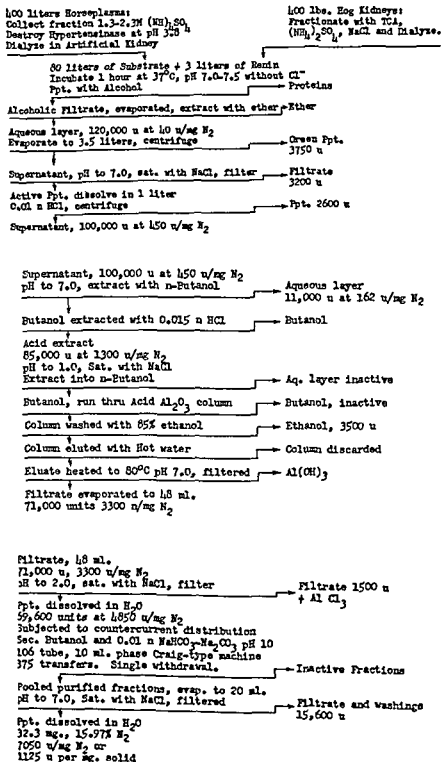 400 liters Horseplasma:
Collect fraction 1.3-2.3M (NH)4SO4
Destroy Hypertensinase at pH 3.8
Dialyze in Artificial Kidney
400 lbs. Hog Kidneys:
Fractionate with TCA,
(NH4)2SO4, NaCl and Dialyze.
80 liters of Substrate + 3 liters of Renin
Incubate 1 hour at 37°C, pH 7.0-7.5 without Cl-
Ppt. with Alcohol
Proteins
Alcoholic Filtrate, evaporated, extract with ether
Ether
Aqueous layer, 120,000 u at 40 u/mg N2
Evaporate to 3.5 liters, centrifuge
Green Ppt.
3750 u
Supernatant, pH to 7.0, sat. with NaCl, filter
Filtrate
3200 u
Active Ppt. dissolve in 1 liter
0.01 n HCl, centrifuge
Ppt. 2600 u
Supernatant, 100,000 u at 450 u/mg N2
Supernatant, 100,000 u at 450 u/mg N2
pH to 7.0, extract with n-Butanol
Aqueous layer
11,000 u at 162 u/mg N2
Butanol extracted with 0.015 n HCl
Butanol
Acid extract
85,000 u at 1300 u/mg N2
pH to 1.0, Sat. with NaCl
Extract into n-Butanol
Aq. layer inactive
Butanol, run thru Acid Al2O3 column
Butanol, inactive
Column washed with 85% ethanol
Ethanol, 3500 u
Column eluted with Hot water
Column discarded
Eluate heated to 80°C pH 7.0, filtered
Al(OH)3
Filtrate evaporated to 48 ml.
71,000 units 3300 n/mg N2
Filtrate, 48 ml.
71,000 u, 3300 u/mg N2
pH to 2.0, sat. with NaCl, filter
Filtrate 1500 u
+ Al Cl3
Ppt. dissolved in H2O
59,600 units at 4850 u/mg N2
Subjected to countercurrent distribution
Sec. Butanol and 0.01 n NaHCO3-Na2CO3 pH 10
106 tube, 10 ml. phase Craig-type machine
375 transfers. Single withdrawal.
Inactive Fractions
Pooled purified fractions, evap. to 20 ml.
pH to 7.0, Sat. with NaCl, filtered
Filtrate and washings
15,600 u
Ppt. dissolved in H2O
32.3 mg., 15.97% N2
7050 u/mg N2 or
1125 u per mg. solid